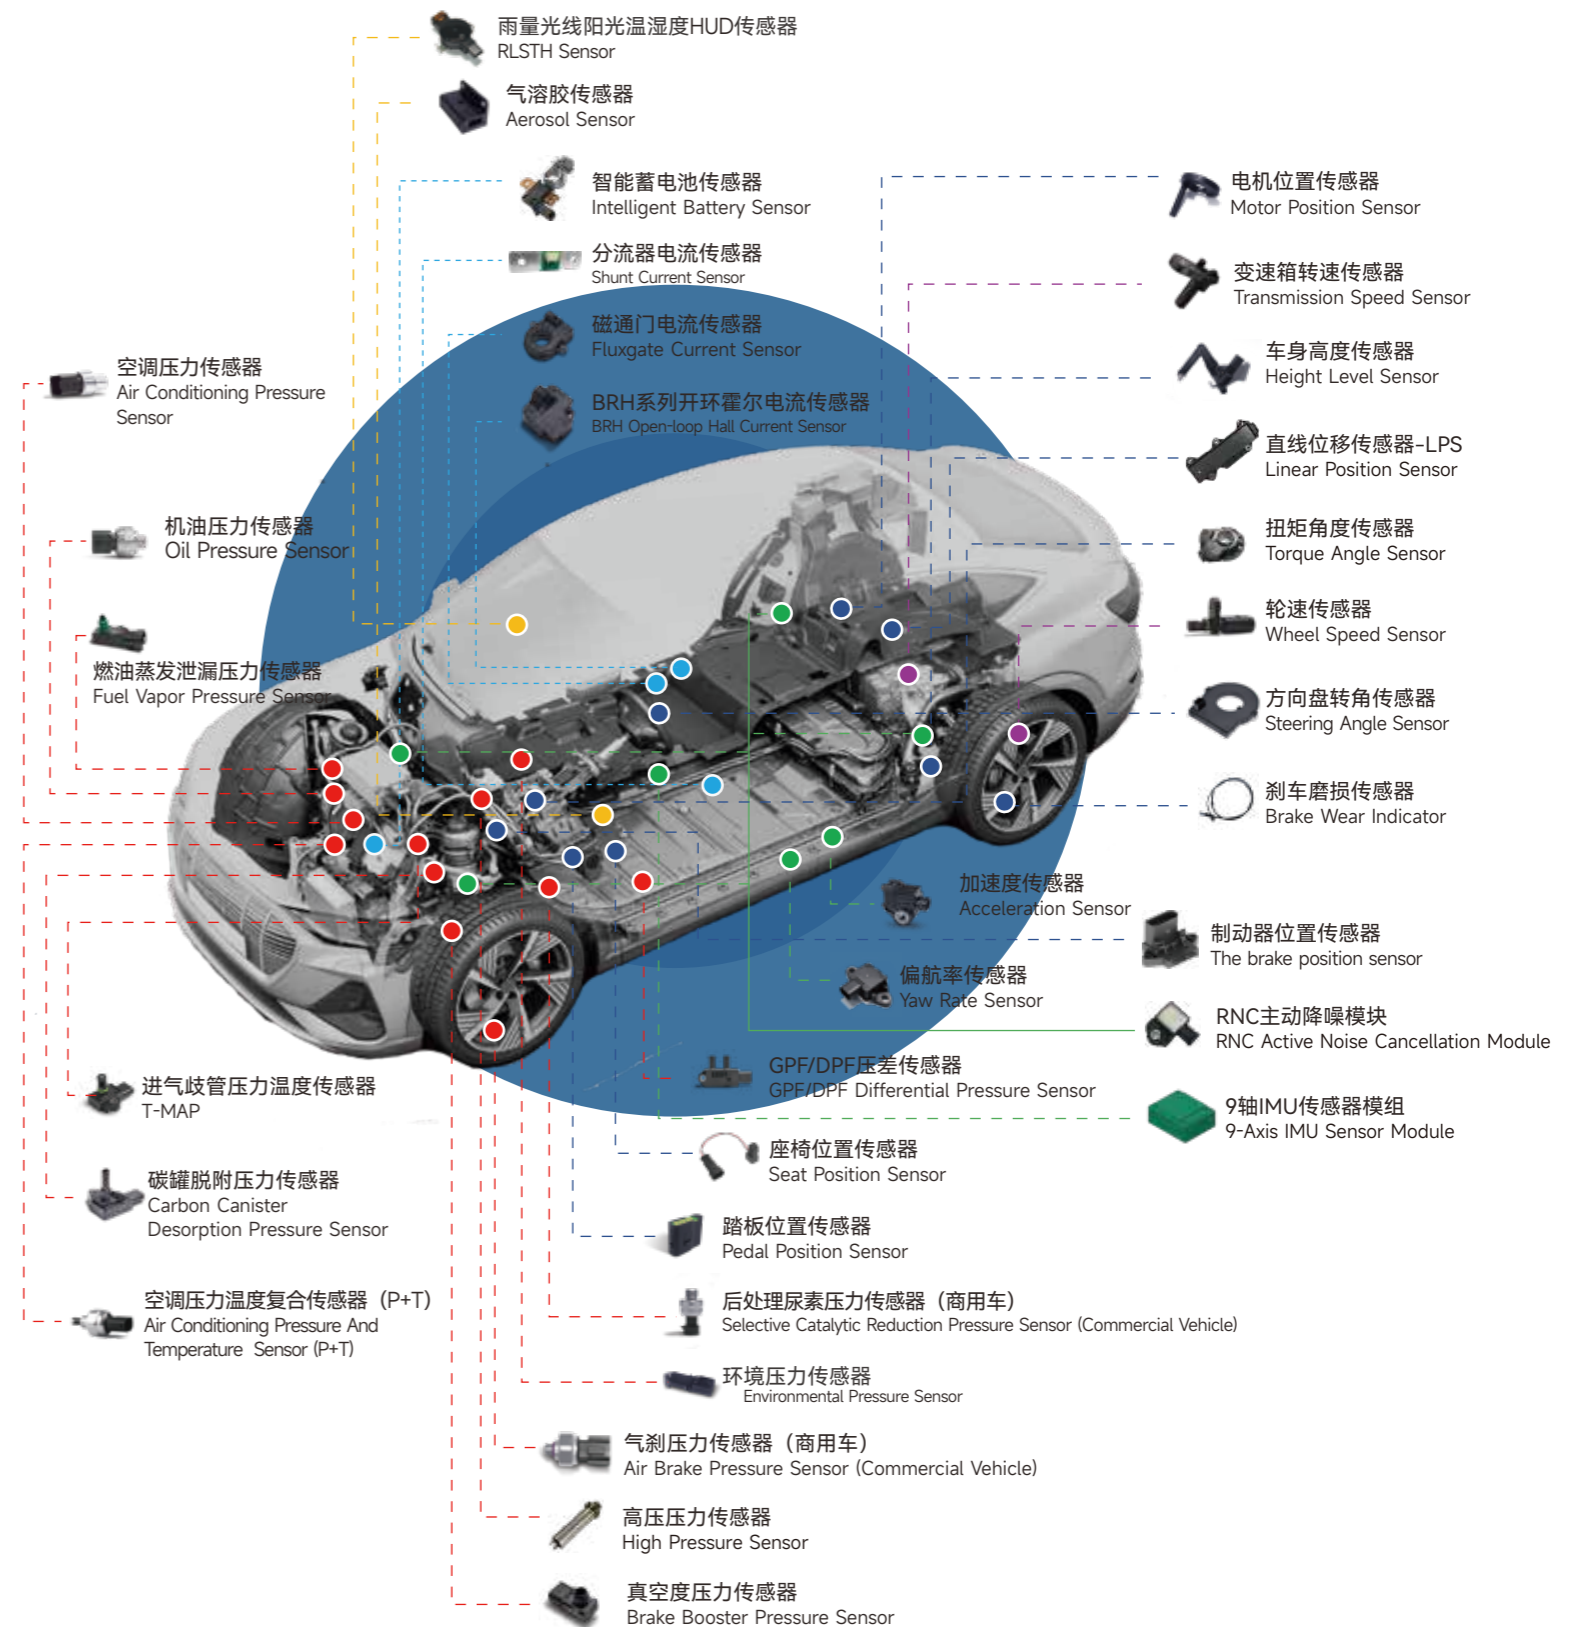 雨量光线阳光温湿度HUD传感器
RLSTH Sensor
气溶胶传感器
Aerosol Sensor
智能蓄电池传感器
Intelligent Battery Sensor
分流器电流传感器
Shunt Current Sensor
磁通门电流传感器
Fluxgate Current Sensor
BRH系列开环霍尔电流传感器
BRH Open-loop Hall Current Sensor
空调压力传感器
Air Conditioning Pressure
Sensor
机油压力传感器
Oil Pressure Sensor
燃油蒸发泄漏压力传感器
Fuel Vapor Pressure Sensor
电机位置传感器
Motor Position Sensor
变速箱转速传感器
Transmission Speed Sensor
车身高度传感器
Height Level Sensor
直线位移传感器-LPS
Linear Position Sensor
扭矩角度传感器
Torque Angle Sensor
轮速传感器
Wheel Speed Sensor
方向盘转角传感器
Steering Angle Sensor
刹车磨损传感器
Brake Wear Indicator
加速度传感器
Acceleration Sensor
制动器位置传感器
The brake position sensor
偏航率传感器
Yaw Rate Sensor
RNC主动降噪模块
RNC Active Noise Cancellation Module
GPF/DPF压差传感器
GPF/DPF Differential Pressure Sensor
9轴IMU传感器模组
9-Axis IMU Sensor Module
进气歧管压力温度传感器
T-MAP
座椅位置传感器
Seat Position Sensor
碳罐脱附压力传感器
Carbon Canister
Desorption Pressure Sensor
踏板位置传感器
Pedal Position Sensor
空调压力温度复合传感器（P+T）
Air Conditioning Pressure And
Temperature Sensor (P+T)
后处理尿素压力传感器（商用车）
Selective Catalytic Reduction Pressure Sensor (Commercial Vehicle)
环境压力传感器
Environmental Pressure Sensor
气刹压力传感器（商用车）
Air Brake Pressure Sensor (Commercial Vehicle)
高压压力传感器
High Pressure Sensor
真空度压力传感器
Brake Booster Pressure Sensor